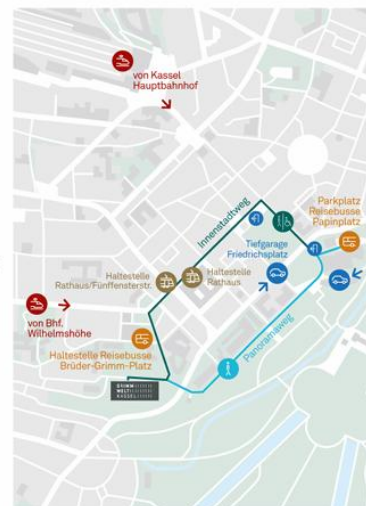 von Kassel
Hauptbahnhof
Innenstadtweg
Parkplatz
Reisebusse
Papinplatz
Tiefgarage
Friedrichsplatz
Haltestelle
Rathaus/Fünffensterstr.
Haltestelle
Rathaus
von Bhf.
Wilhelmshöhe
Haltestelle Reisebusse
Brüder-Grimm-Platz
Panoramaweg
GRIMM
WELT
KASSEL